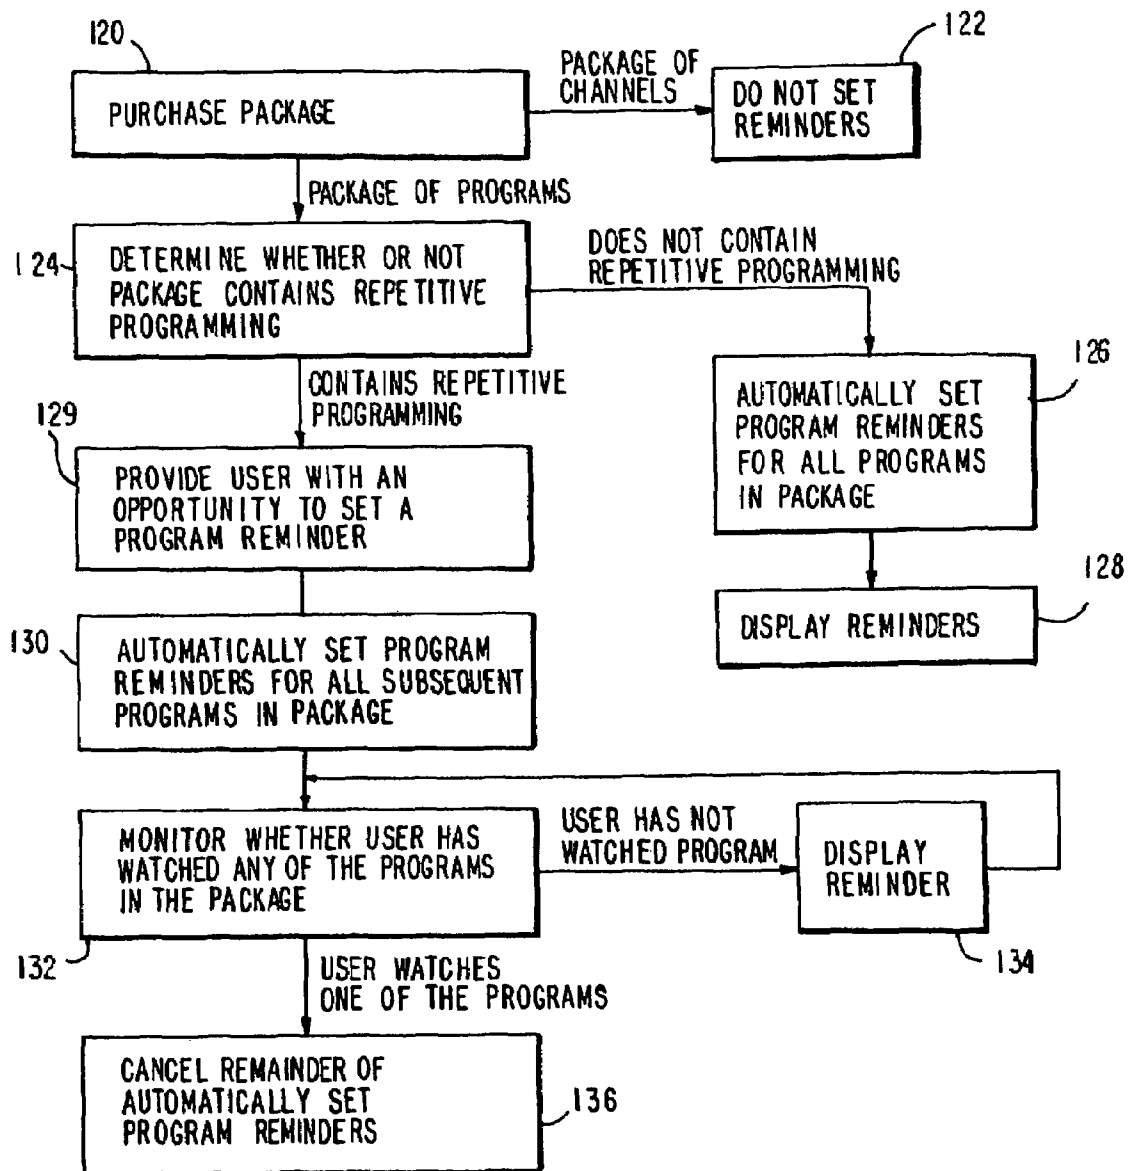 120
PURCHASE PACKAGE
PACKAGE OF
CHANNELS
122
DO NOT SET
REMINDERS
PACKAGE OF PROGRAMS
124
DETERMINE WHETHER OR NOT
PACKAGE CONTAINS REPETITIVE
PROGRAMMING
DOES NOT CONTAIN
REPETITIVE PROGRAMMING
126
AUTOMATICALLY SET
PROGRAM REMINDERS
FOR ALL PROGRAMS
IN PACKAGE
128
DISPLAY REMINDERS
CONTAINS REPETITIVE
PROGRAMMING
129
PROVIDE USER WITH AN
OPPORTUNITY TO SET A
PROGRAM REMINDER
130
AUTOMATICALLY SET PROGRAM
REMINDERS FOR ALL SUBSEQUENT
PROGRAMS IN PACKAGE
MONITOR WHETHER USER HAS
WATCHED ANY OF THE PROGRAMS
IN THE PACKAGE
132
USER HAS NOT
WATCHED PROGRAM
DISPLAY
REMINDER
134
USER WATCHES
ONE OF THE PROGRAMS
CANCEL REMAINDER OF
AUTOMATICALLY SET
PROGRAM REMINDERS
136